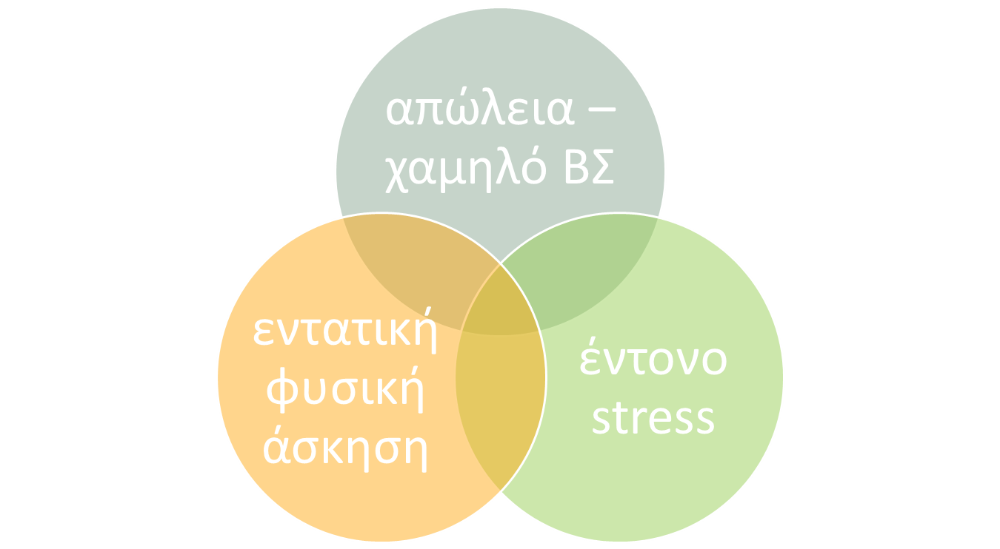 απώλεια –
χαμηλό ΒΣ
εντατική
φυσική
άσκηση
έντονο
stress